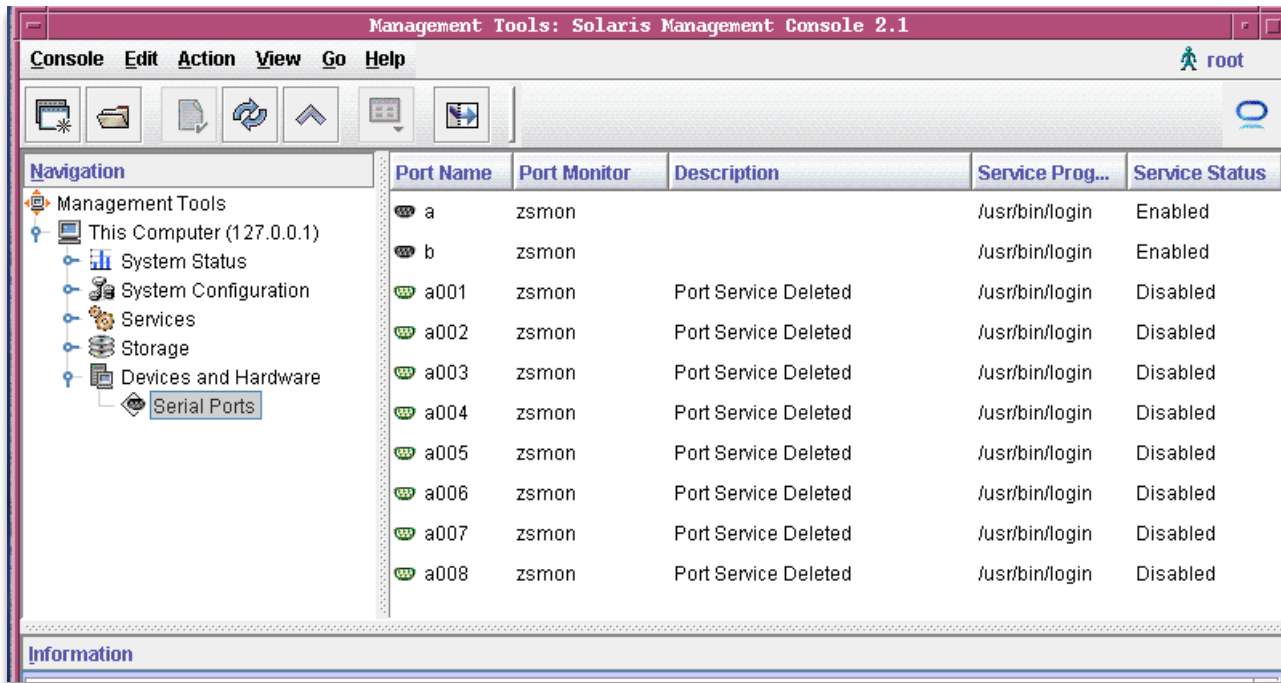 Management Tools: Solaris Management Console 2.1
Console Edit Action View Go Help root
Navigation
Management Tools
This Computer (127.0.0.1)
System Status
System Configuration
Services
Storage
Devices and Hardware
Serial Ports
Port Name Port Monitor Description Service Prog... Service Status
a zsmon /usr/bin/login Enabled
b zsmon /usr/bin/login Enabled
a001 zsmon Port Service Deleted /usr/bin/login Disabled
a002 zsmon Port Service Deleted /usr/bin/login Disabled
a003 zsmon Port Service Deleted /usr/bin/login Disabled
a004 zsmon Port Service Deleted /usr/bin/login Disabled
a005 zsmon Port Service Deleted /usr/bin/login Disabled
a006 zsmon Port Service Deleted /usr/bin/login Disabled
a007 zsmon Port Service Deleted /usr/bin/login Disabled
a008 zsmon Port Service Deleted /usr/bin/login Disabled
Information